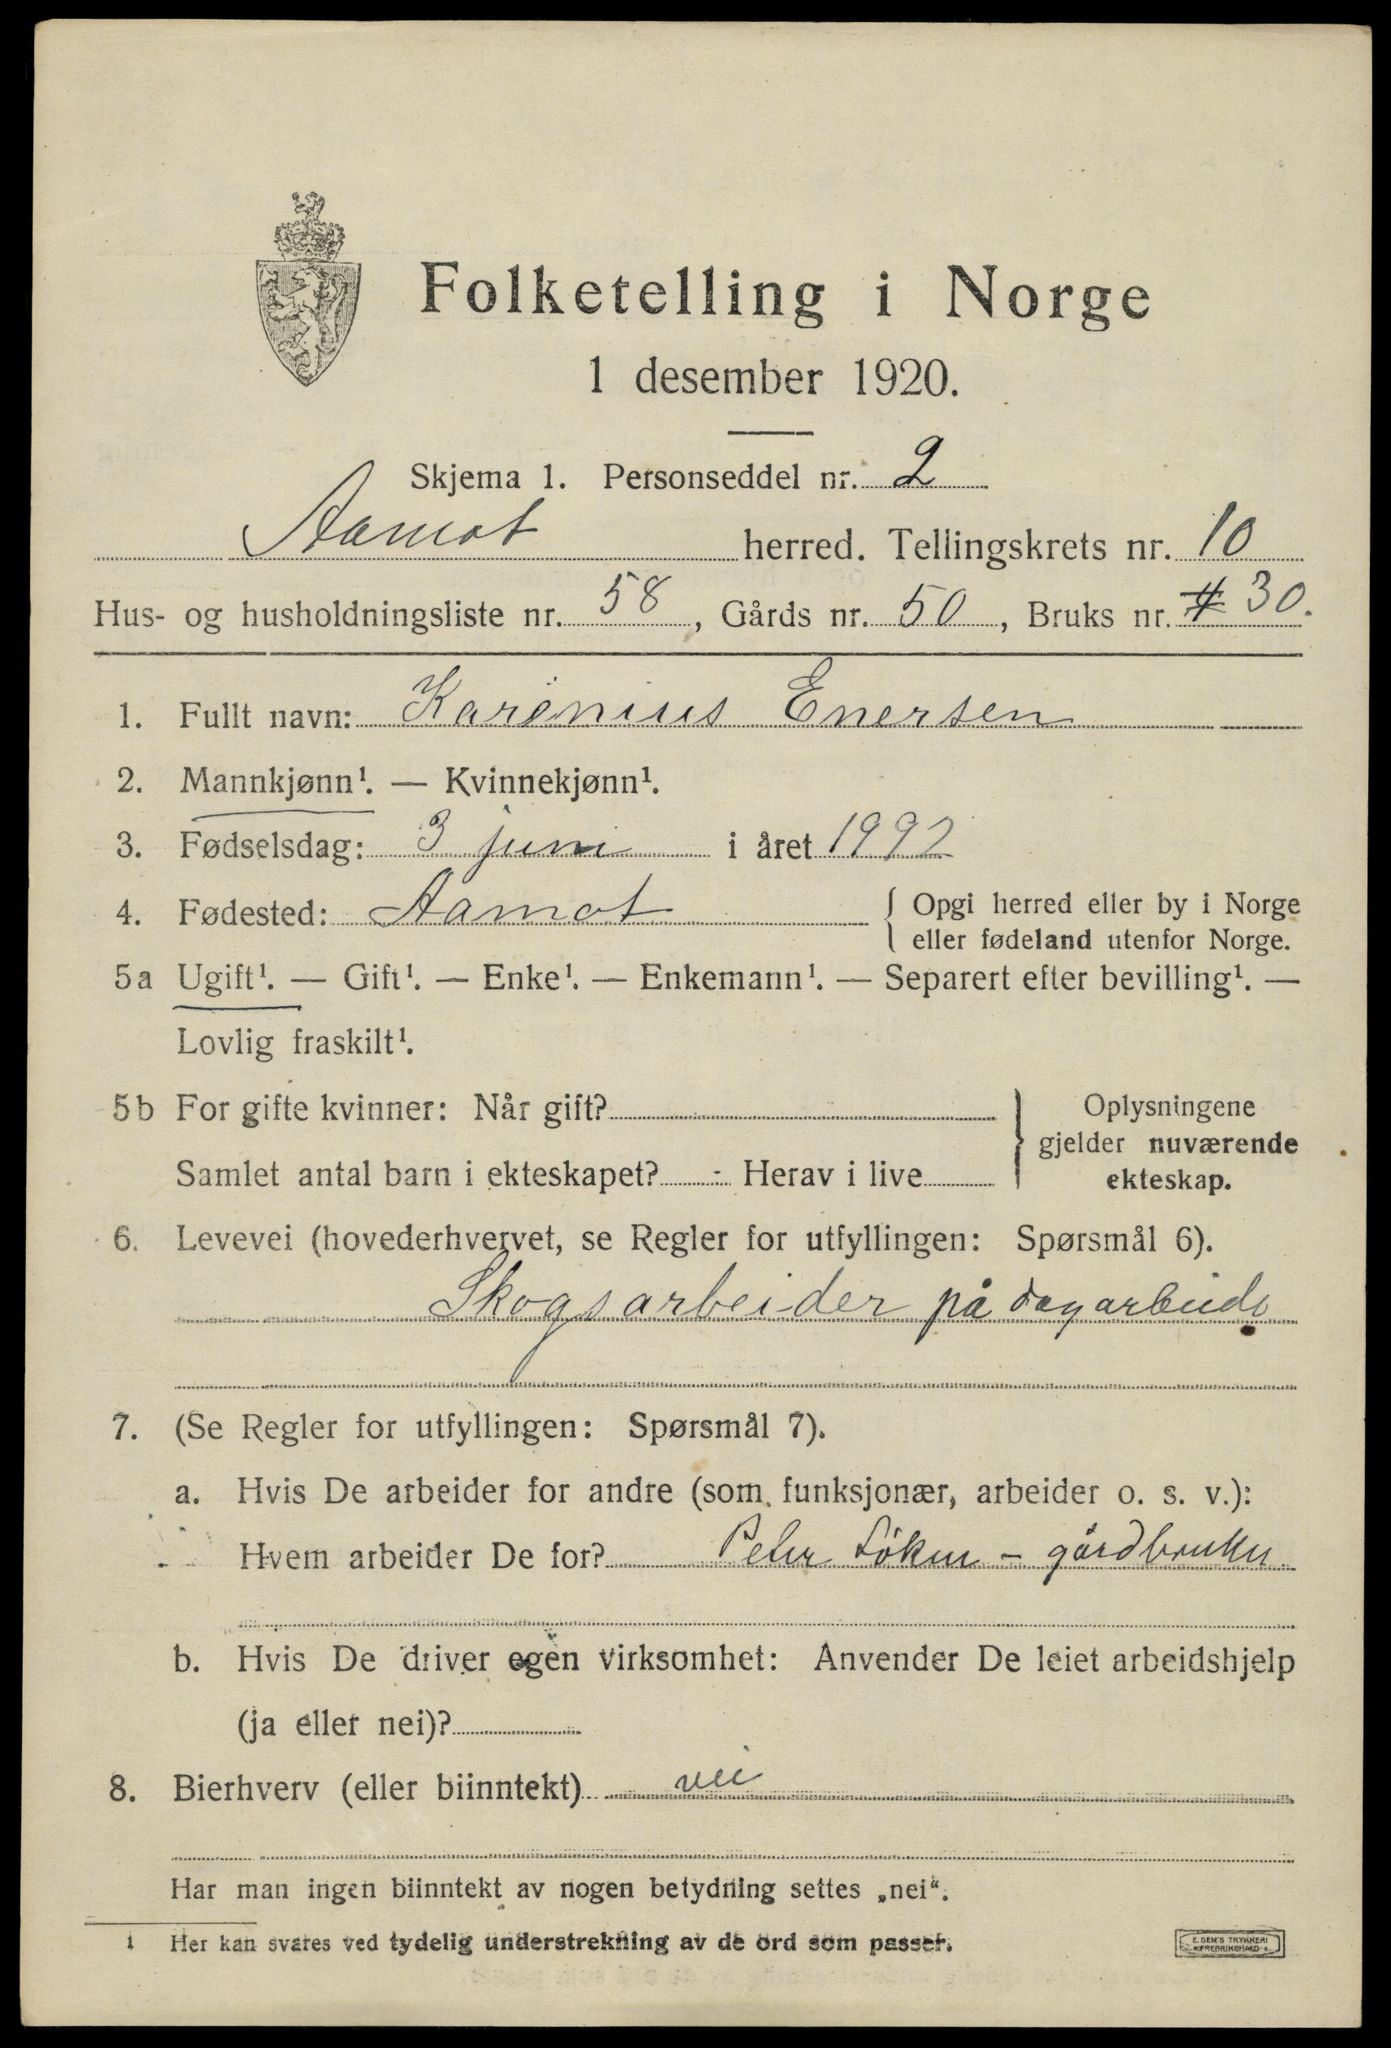 Folketelling i Norge
1 desember 1920.
Skjema 1. Personseddel nr. 2
Aamot herred. Tellingskrets nr. 10
Hus- og husholdningsliste nr. 58, Gårds nr. 50, Bruks nr. 30.
1. Fullt navn: Karenius Enersen
2. Mannkjønn¹. — Kvinnekjønn¹.
3. Fødselsdag: 3 juni i året 1992
4. Fødested: Aamot { Opgi herred eller by i Norge
eller fødeland utenfor Norge.
5a Ugift¹. — Gift¹. — Enke¹. — Enkemann¹. — Separert efter bevilling¹. —
Lovlig fraskilt¹.
5b For gifte kvinner: Når gift? } Oplysningene
gjelder nuværende
Samlet antal barn i ekteskapet? Herav i live ekteskap.
6. Levevei (hovederhvervet, se Regler for utfyllingen: Spørsmål 6).
Skogsarbeider på dagarbeide
7. (Se Regler for utfyllingen: Spørsmål 7).
a. Hvis De arbeider for andre (som funksjonær, arbeider o. s. v.):
Hvem arbeider De for? Peter Løken – gårdbruker
b. Hvis De driver egen virksomhet: Anvender De leiet arbeidshjelp
(ja eller nei)?
8. Bierhverv (eller biinntekt) nei
Har man ingen biinntekt av nogen betydning settes „nei“.
1 Her kan svares ved tydelig understrekning av de ord som passer.
E. SEM'S TRYKKERI
FREDRIKSHALD